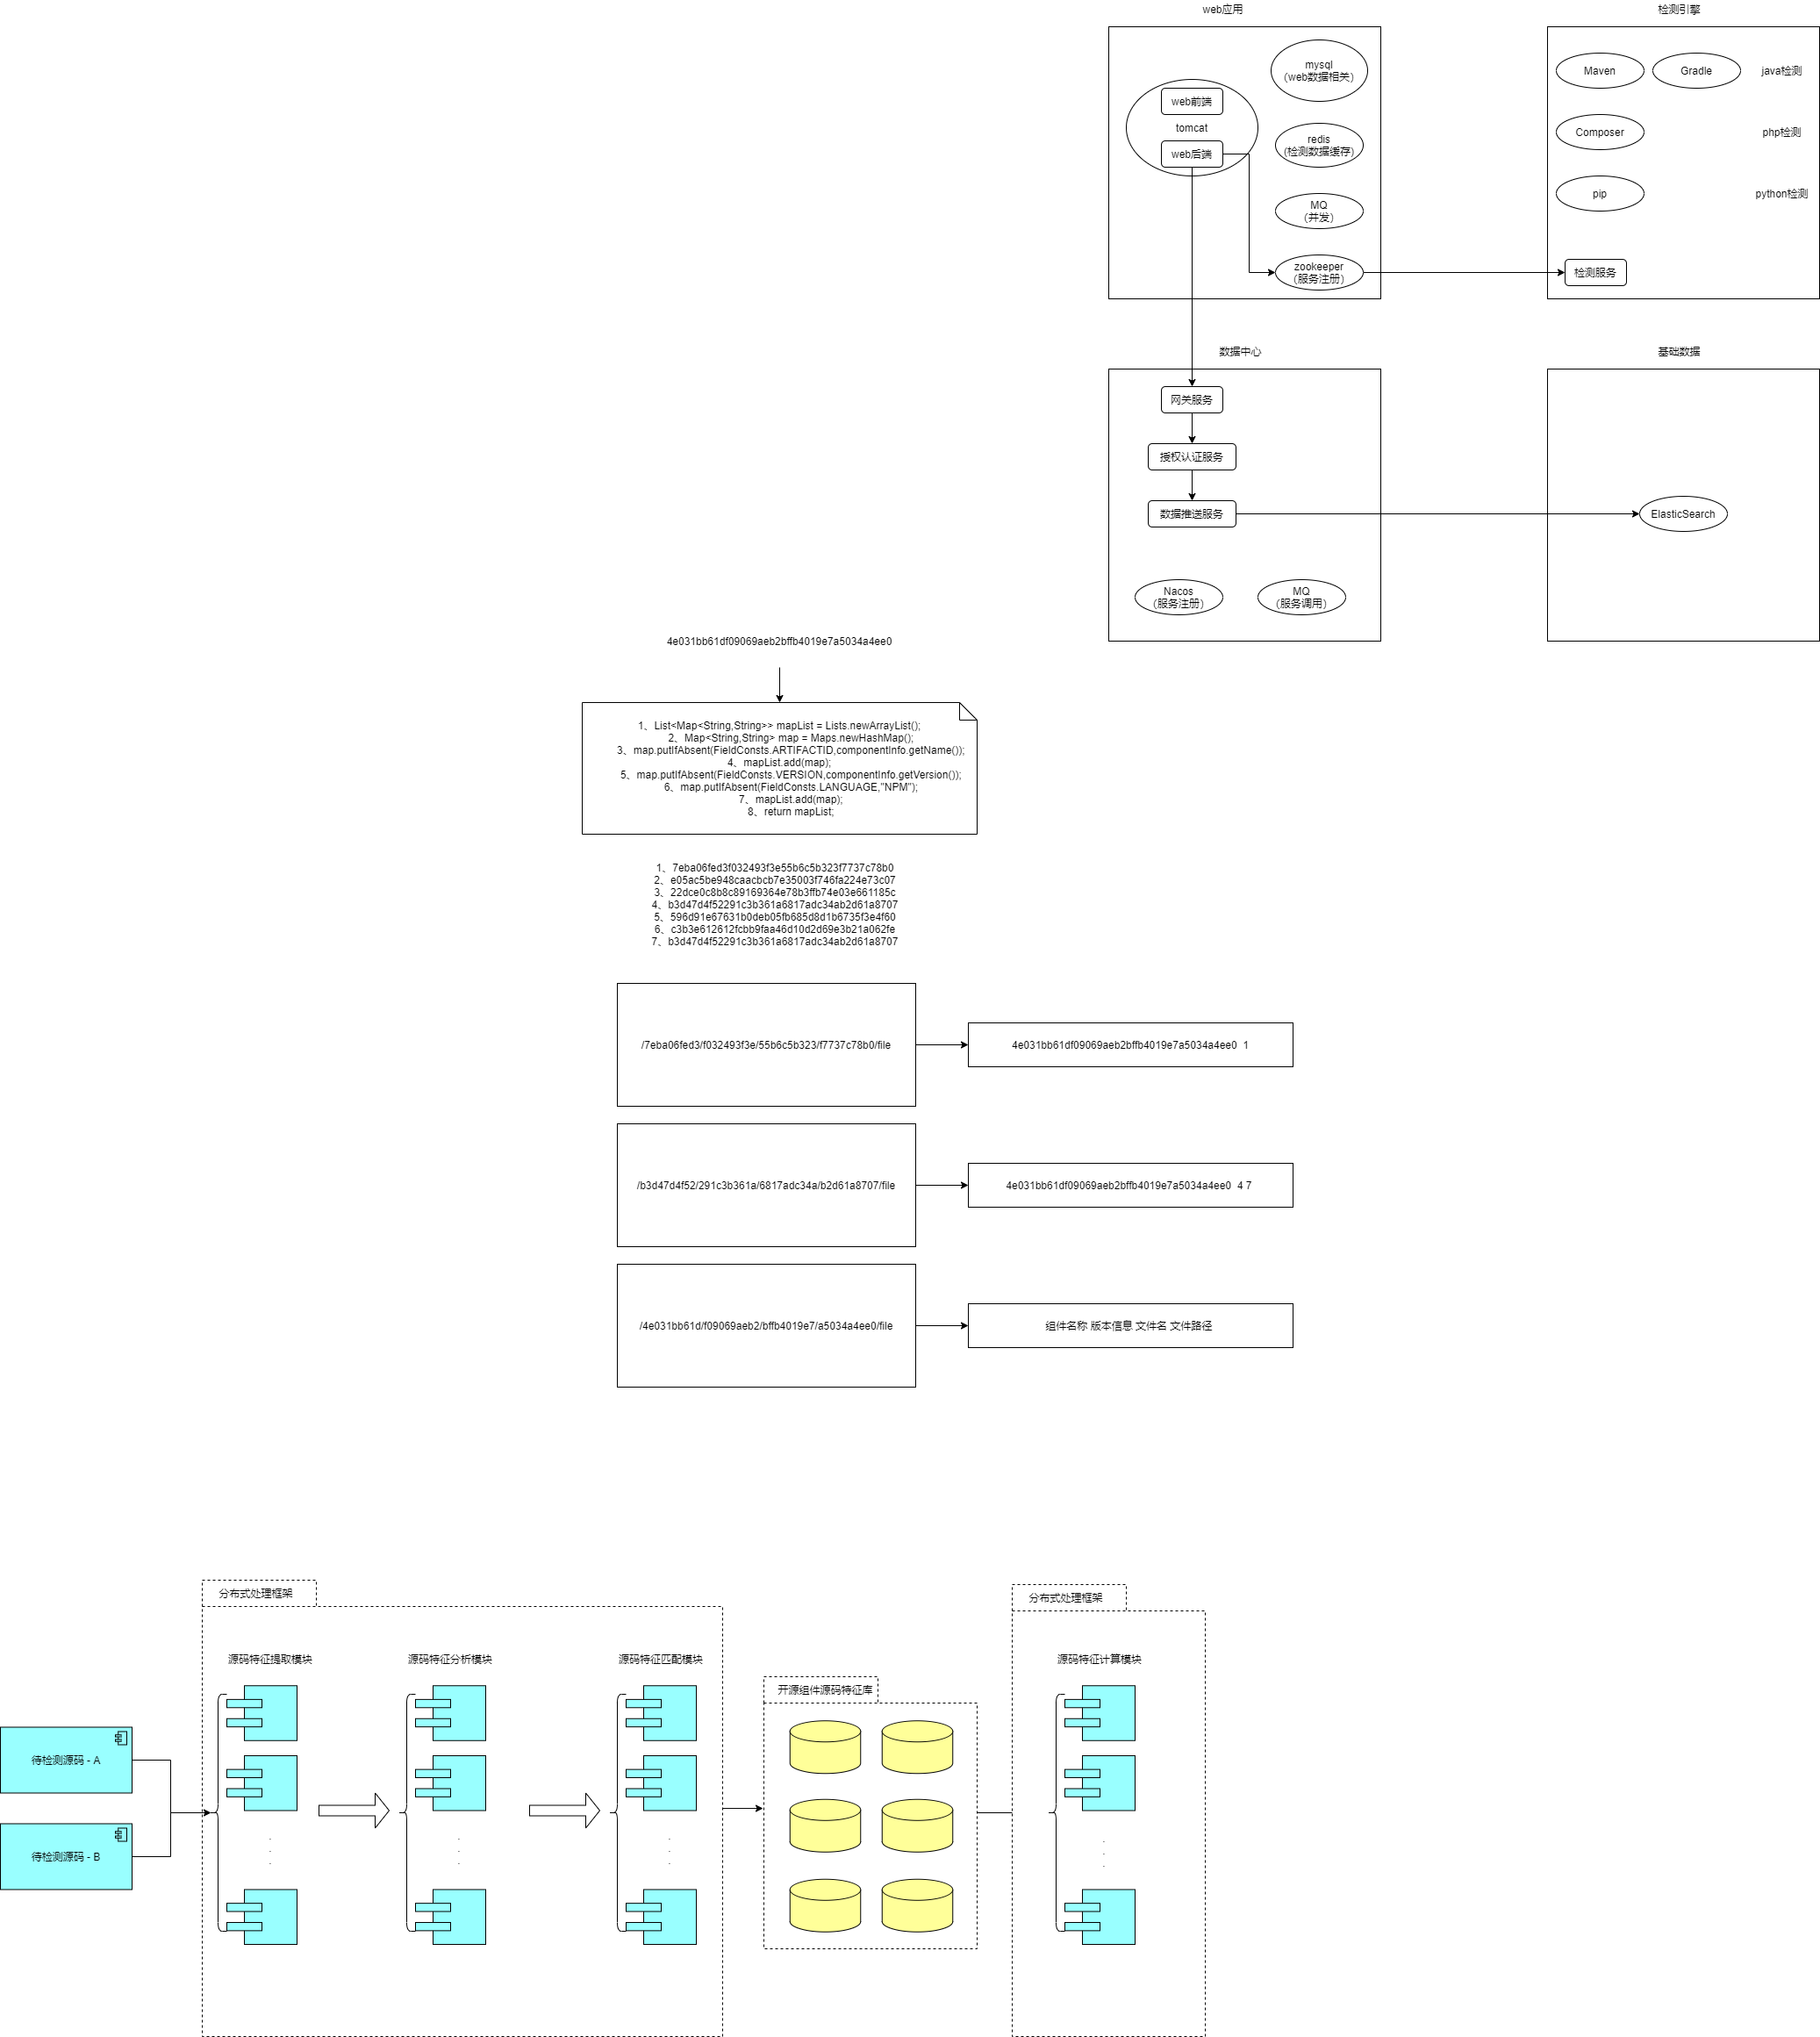 web应用
检测引擎
mysql
(web数据相关)
Maven
Gradle
java检测
web前端
tomcat
web后端
redis
(检测数据缓存)
Composer
php检测
MQ
(并发)
pip
python检测
zookeeper
(服务注册)
检测服务
数据中心
基础数据
网关服务
授权认证服务
数据推送服务
ElasticSearch
Nacos
(服务注册)
MQ
(服务调用)
4e031bb61df09069aeb2bffb4019e7a5034a4ee0
1、List<Map<String,String>> mapList = Lists.newArrayList();
2、Map<String,String> map = Maps.newHashMap();
3、map.putIfAbsent(FieldConsts.ARTIFACTID,componentInfo.getName());
4、mapList.add(map);
5、map.putIfAbsent(FieldConsts.VERSION,componentInfo.getVersion());
6、map.putIfAbsent(FieldConsts.LANGUAGE,"NPM");
7、mapList.add(map);
8、return mapList;
1、7eba06fed3f032493f3e55b6c5b323f7737c78b0
2、e05ac5be948caacbcb7e35003f746fa224e73c07
3、22dce0c8b8c89169364e78b3ffb74e03e661185c
4、b3d47d4f52291c3b361a6817adc34ab2d61a8707
5、596d91e67631b0deb05fb685d8d1b6735f3e4f60
6、c3b3e612612fcbb9faa46d10d2d69e3b21a062fe
7、b3d47d4f52291c3b361a6817adc34ab2d61a8707
/7eba06fed3/f032493f3e/55b6c5b323/f7737c78b0/file
4e031bb61df09069aeb2bffb4019e7a5034a4ee0 1
/b3d47d4f52/291c3b361a/6817adc34a/b2d61a8707/file
4e031bb61df09069aeb2bffb4019e7a5034a4ee0 4 7
/4e031bb61d/f09069aeb2/bffb4019e7/a5034a4ee0/file
组件名称 版本信息 文件名 文件路径
分布式处理框架
分布式处理框架
源码特征提取模块
源码特征分析模块
源码特征匹配模块
源码特征计算模块
开源组件源码特征库
待检测源码 - A
待检测源码 - B